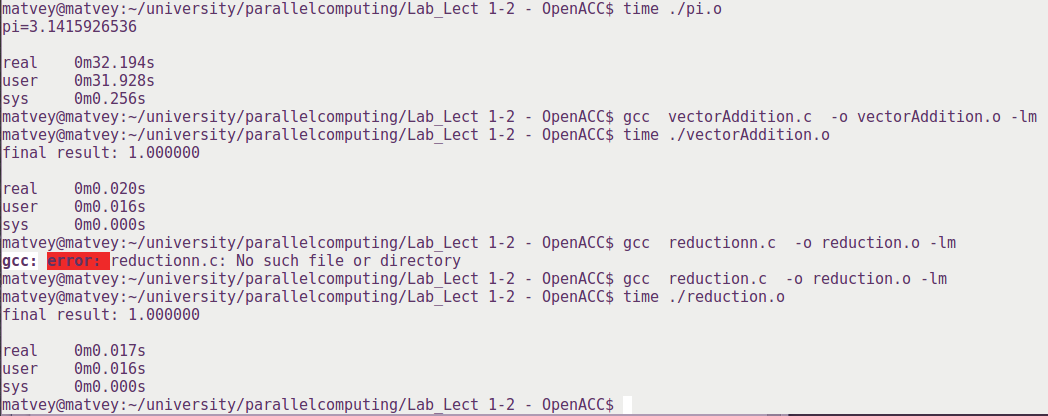 matvey@matvey:~/university/parallelcomputing/Lab_Lect 1-2 - OpenACC$ time ./pi.o
pi=3.1415926536
real    0m32.194s
user    0m31.928s
sys     0m0.256s
matvey@matvey:~/university/parallelcomputing/Lab_Lect 1-2 - OpenACC$ gcc  vectorAddition.c  -o vectorAddition.o -lm
matvey@matvey:~/university/parallelcomputing/Lab_Lect 1-2 - OpenACC$ time ./vectorAddition.o
final result: 1.000000
real    0m0.020s
user    0m0.016s
sys     0m0.000s
matvey@matvey:~/university/parallelcomputing/Lab_Lect 1-2 - OpenACC$ gcc  reductionn.c  -o reduction.o -lm
gcc: error: reductionn.c: No such file or directory
matvey@matvey:~/university/parallelcomputing/Lab_Lect 1-2 - OpenACC$ gcc  reduction.c  -o reduction.o -lm
matvey@matvey:~/university/parallelcomputing/Lab_Lect 1-2 - OpenACC$ time ./reduction.o
final result: 1.000000
real    0m0.017s
user    0m0.016s
sys     0m0.000s
matvey@matvey:~/university/parallelcomputing/Lab_Lect 1-2 - OpenACC$